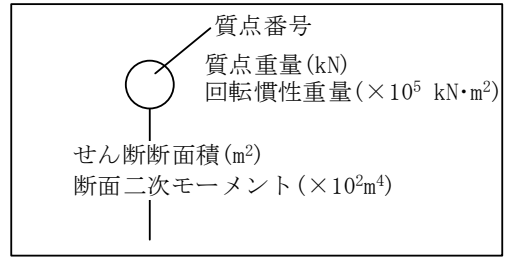 質点番号
質点重量(kN)
回転慣性重量(×10⁵ kN・m²)
せん断断面積(m²)
断面二次モーメント(×10²m⁴)